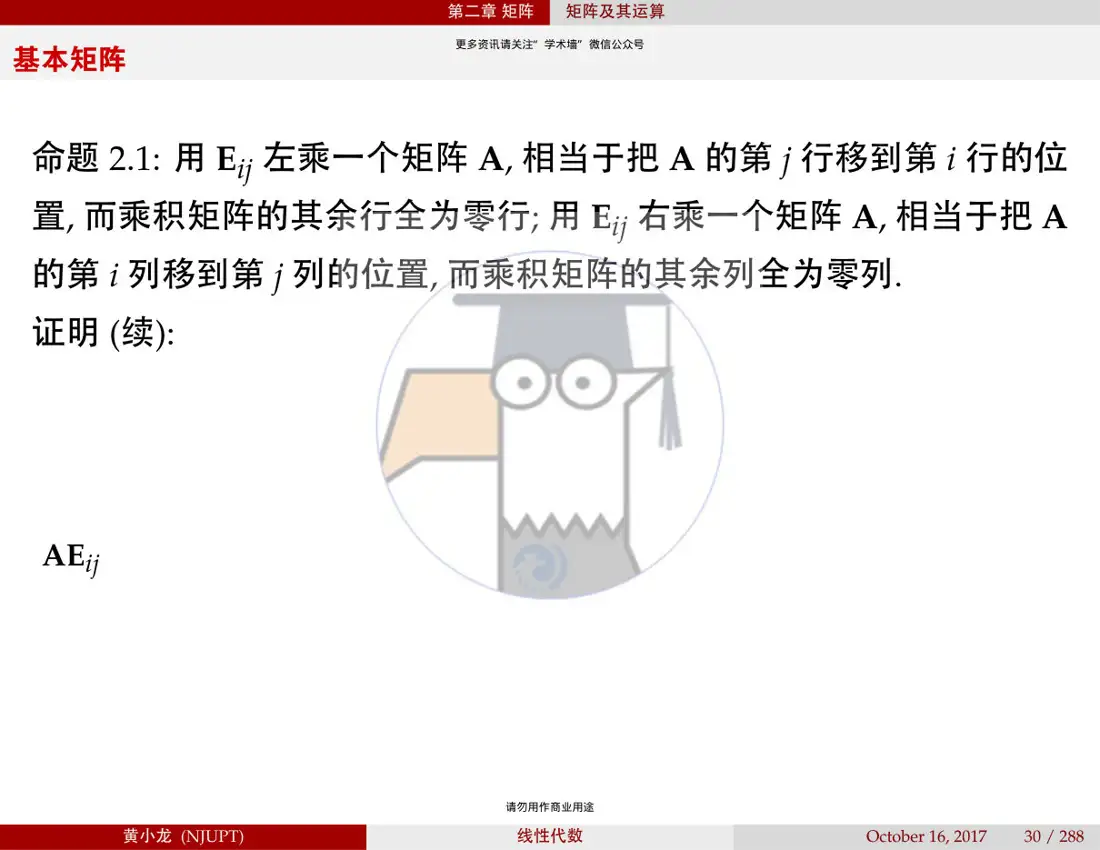 第二章 矩阵 矩阵及其运算
更多资讯请关注“学术墙”微信公众号
基本矩阵
命题 2.1: 用 E_{ij} 左乘一个矩阵 A, 相当于把 A 的第 j 行移到第 i 行的位
置, 而乘积矩阵的其余行全为零行; 用 E_{ij} 右乘一个矩阵 A, 相当于把 A
的第 i 列移到第 j 列的位置, 而乘积矩阵的其余列全为零列.
证明 (续):
AE_{ij}
请勿用作商业用途
黄小龙 (NJUPT) 线性代数 October 16, 2017 30 / 288